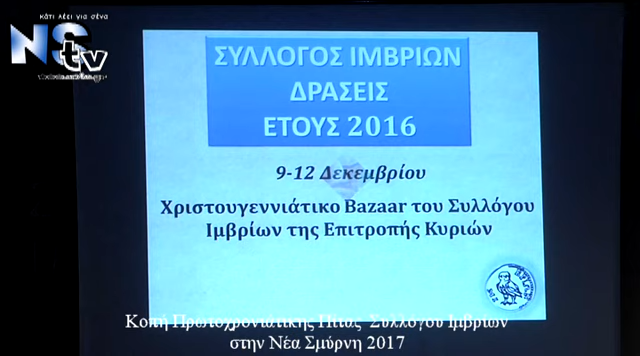 κάτι λέει για σένα
NS tv
ΣΥΛΛΟΓΟΣ ΙΜΒΡΙΩΝ
ΔΡΑΣΕΙΣ
ΕΤΟΥΣ 2016
9-12 Δεκεμβρίου
Χριστουγεννιάτικο Bazaar του Συλλόγου
Ιμβρίων της Επιτροπής Κυριών
Κοπή Πρωτοχρονιάτικης Πίτας Συλλόγου Ιμβρίων
στην Νέα Σμύρνη 2017